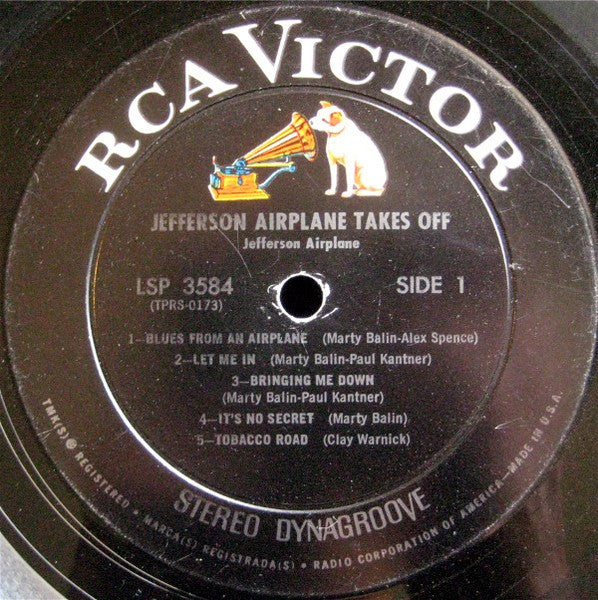 RCA VICTOR
JEFFERSON AIRPLANE TAKES OFF
Jefferson Airplane
LSP 3584
(TPRS-0173)
SIDE 1
1—BLUES FROM AN AIRPLANE (Marty Balin-Alex Spence)
2—LET ME IN (Marty Balin-Paul Kantner)
3—BRINGING ME DOWN
(Marty Balin-Paul Kantner)
4—IT'S NO SECRET (Marty Balin)
5—TOBACCO ROAD (Clay Warnick)
STEREO DYNAGROOVE
TMK(S) ® REGISTERED • MARCA(S) REGISTRADA(S) • RADIO CORPORATION OF AMERICA—MADE IN U.S.A.